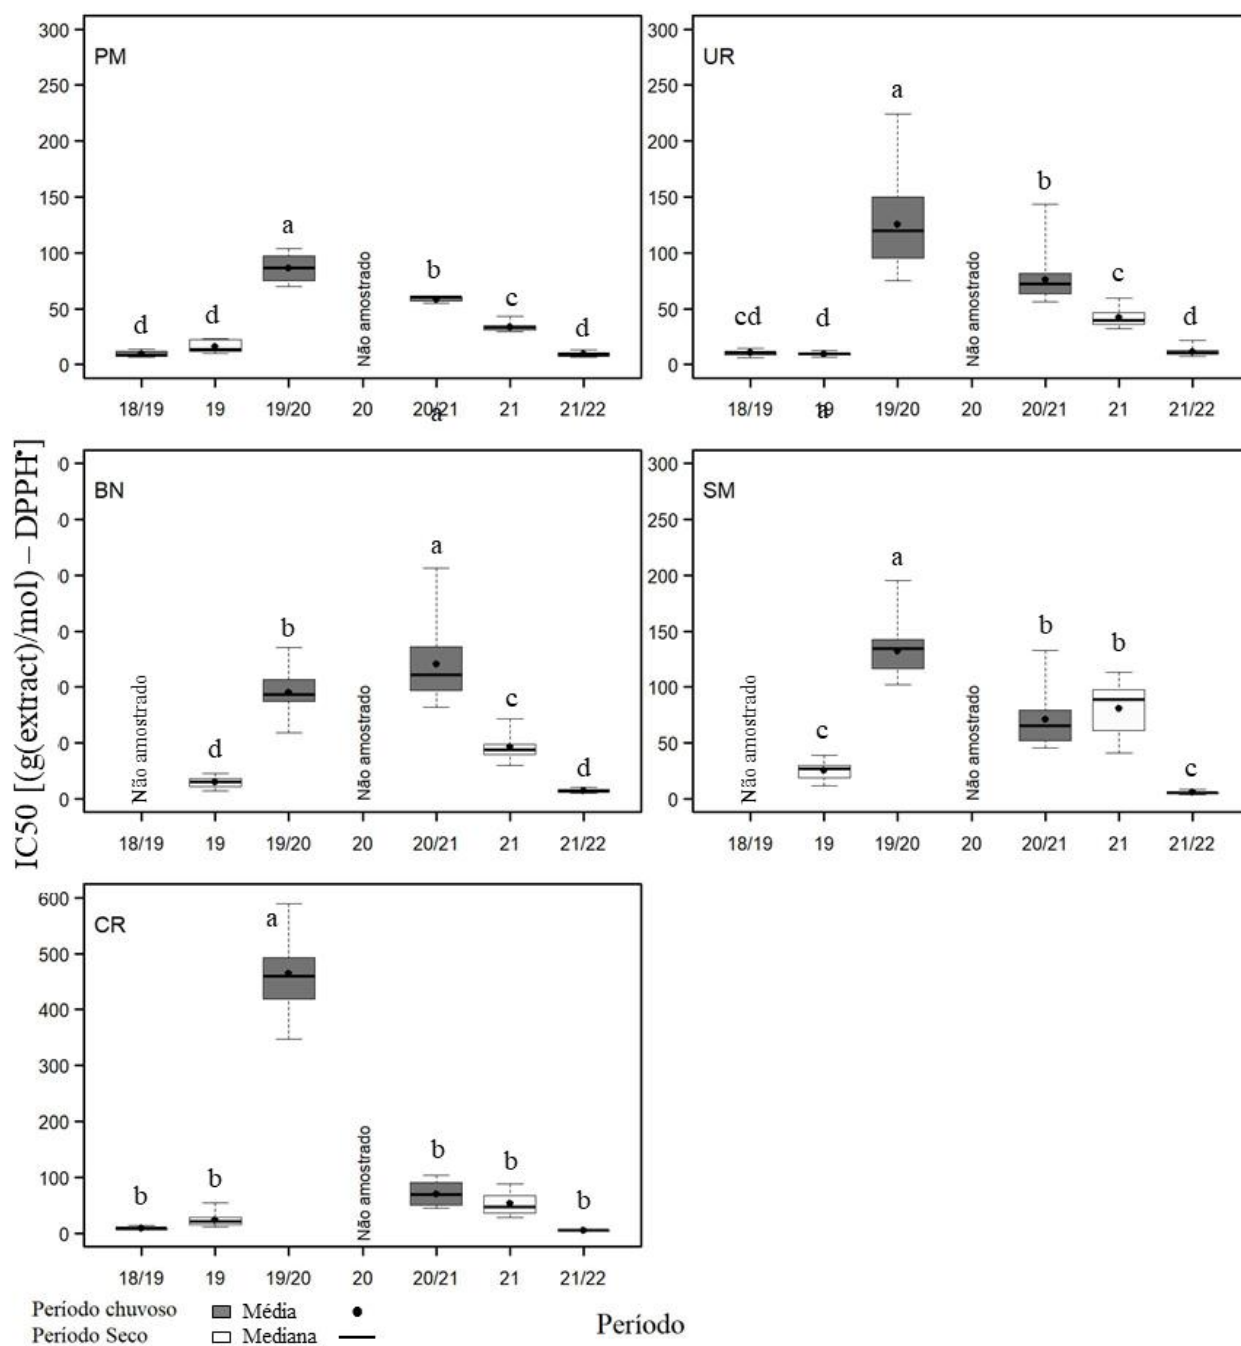 300
250
200
150
100
50
0
PM
d
d
a
Não amostrado
b
c
d
18/19
19
19/20
20
20/21
21
21/22
a
300
250
200
150
100
50
0
UR
cd
d
a
Não amostrado
b
c
d
18/19
19
19/20
20
20/21
21
21/22
a
IC50 [(g(extract)/mol) – DPPH•]
0
0
0
0
0
0
0
BN
Não amostrado
d
b
Não amostrado
a
c
d
18/19
19
19/20
20
20/21
21
21/22
300
250
200
150
100
50
0
SM
Não amostrado
c
a
Não amostrado
b
b
c
18/19
19
19/20
20
20/21
21
21/22
600
500
400
300
200
100
0
CR
b
b
a
Não amostrado
b
b
b
18/19
19
19/20
20
20/21
21
21/22
Período chuvoso
Média
Período Seco
Mediana
Período